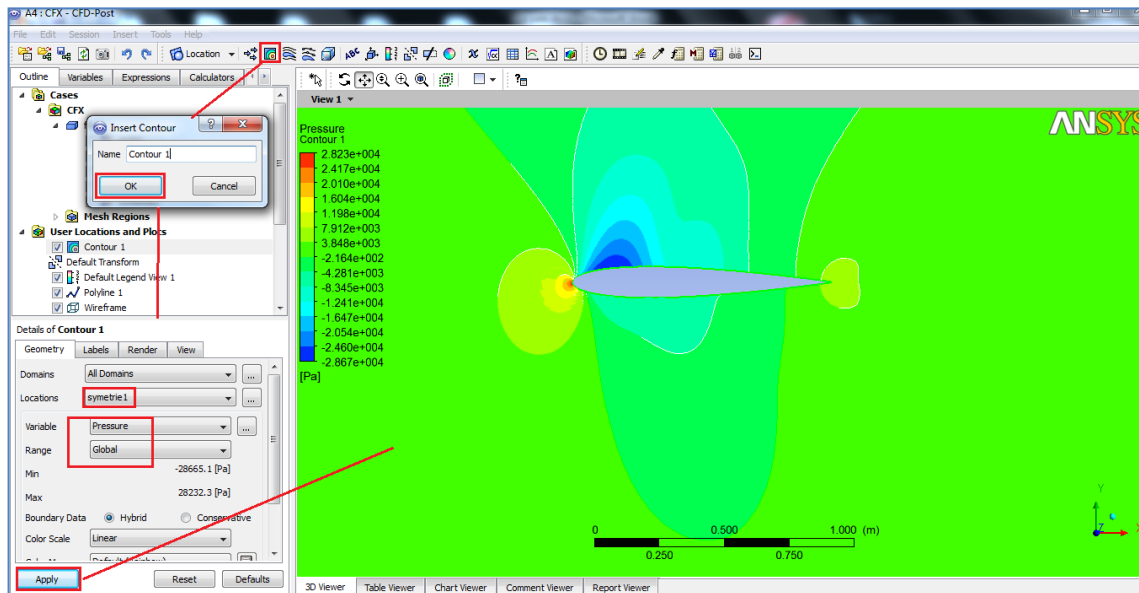 A4 : CFX - CFD-Post
File Edit Session Insert Tools Help
Location
Outline Variables Expressions Calculators
Cases
CFX
Insert Contour
Name Contour 1
OK Cancel
Mesh Regions
User Locations and Plots
Contour 1
Default Transform
Default Legend View 1
Polyline 1
Wireframe
Details of Contour 1
Geometry Labels Render View
Domains All Domains ...
Locations symetrie1 ...
Variable Pressure ...
Range Global
Min -28665.1 [Pa]
Max 28232.3 [Pa]
Boundary Data Hybrid Conservative
Color Scale Linear
Apply Reset Defaults
View 1
Pressure
Contour 1
2.823e+004
2.417e+004
2.010e+004
1.604e+004
1.198e+004
7.912e+003
3.848e+003
-2.164e+002
-4.281e+003
-8.345e+003
-1.241e+004
-1.647e+004
-2.054e+004
-2.460e+004
-2.867e+004
[Pa]
ANSYS
0 0.500 1.000 (m)
0.250 0.750
Y
Z
X
3D Viewer Table Viewer Chart Viewer Comment Viewer Report Viewer